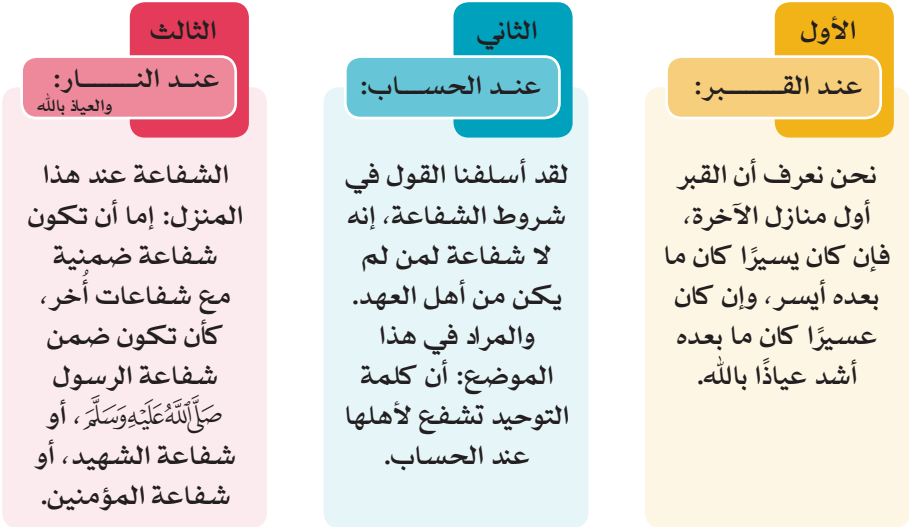 الأول
عند القـــــبر:
نحن نعرف أن القبر
أول منازل الآخرة،
فإن كان يسيرًا كان ما
بعده أيسر، وإن كان
عسيرًا كان ما بعده
أشد عياذًا بالله.
الثاني
عنـد الحســـاب:
لقد أسلفنا القول في
شروط الشفاعة، إنه
لا شفاعة لمن لم
يكن من أهل العهد.
والمراد في هذا
الموضع: أن كلمة
التوحيد تشفع لأهلها
عند الحساب.
الثالث
عنـد النـــــار:
والعياذ بالله
الشفاعة عند هذا
المنزل: إما أن تكون
شفاعة ضمنية
مع شفاعات أُخر،
كأن تكون ضمن
شفاعة الرسول
صَلَّىٰاللَّهُعَلَيْهِوَسَلَّمَ، أو
شفاعة الشهيد، أو
شفاعة المؤمنين.